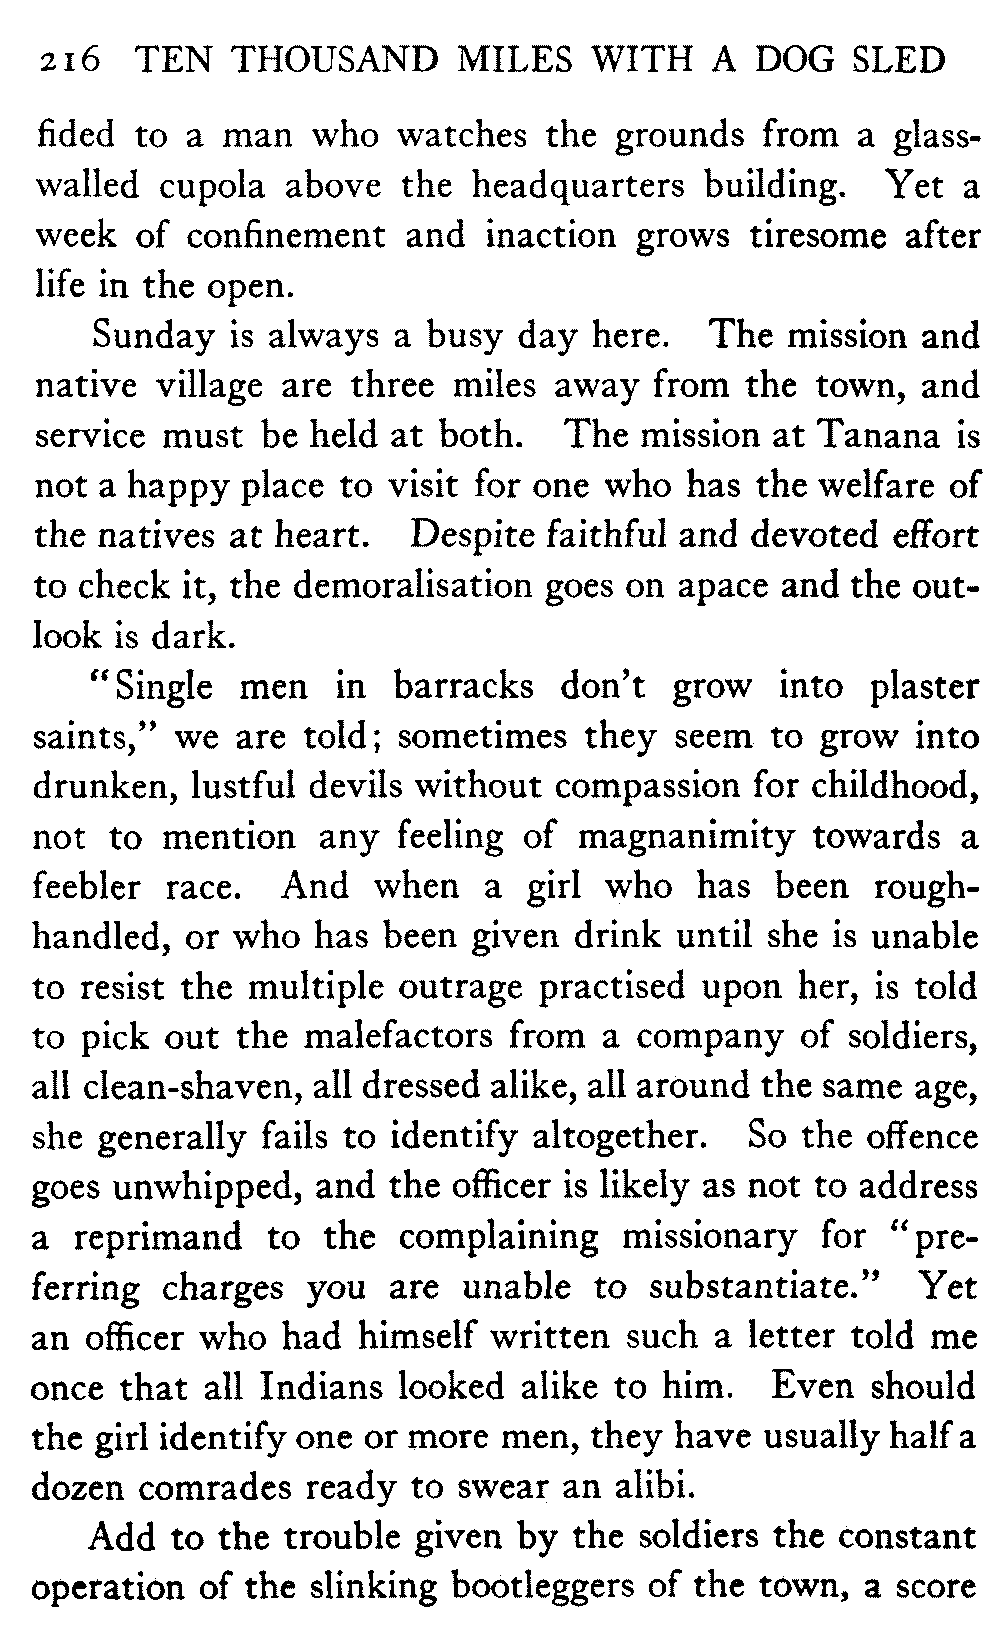 216 TEN THOUSAND MILES WITH A DOG SLED
fided to a man who watches the grounds from a glass-
walled cupola above the headquarters building. Yet a
week of confinement and inaction grows tiresome after
life in the open.
Sunday is always a busy day here. The mission and
native village are three miles away from the town, and
service must be held at both. The mission at Tanana is
not a happy place to visit for one who has the welfare of
the natives at heart. Despite faithful and devoted effort
to check it, the demoralisation goes on apace and the out-
look is dark.
"Single men in barracks don't grow into plaster
saints," we are told; sometimes they seem to grow into
drunken, lustful devils without compassion for childhood,
not to mention any feeling of magnanimity towards a
feebler race. And when a girl who has been rough-
handled, or who has been given drink until she is unable
to resist the multiple outrage practised upon her, is told
to pick out the malefactors from a company of soldiers,
all clean-shaven, all dressed alike, all around the same age,
she generally fails to identify altogether. So the offence
goes unwhipped, and the officer is likely as not to address
a reprimand to the complaining missionary for "pre-
ferring charges you are unable to substantiate." Yet
an officer who had himself written such a letter told me
once that all Indians looked alike to him. Even should
the girl identify one or more men, they have usually half a
dozen comrades ready to swear an alibi.
Add to the trouble given by the soldiers the constant
operation of the slinking bootleggers of the town, a score